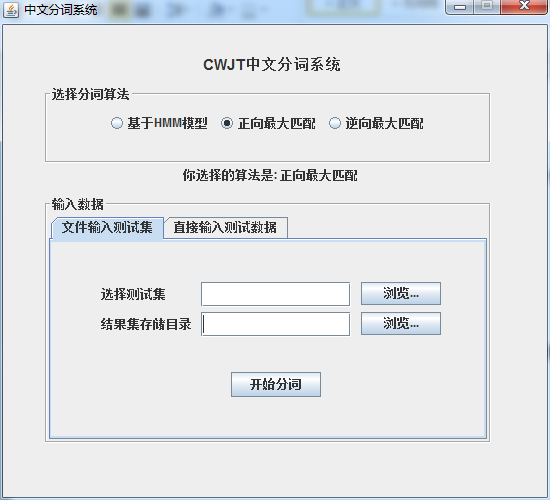 中文分词系统
CWJT中文分词系统
选择分词算法
基于HMM模型 正向最大匹配 逆向最大匹配
你选择的算法是: 正向最大匹配
输入数据
文件输入测试集 直接输入测试数据
选择测试集 浏览...
结果集存储目录 浏览...
开始分词